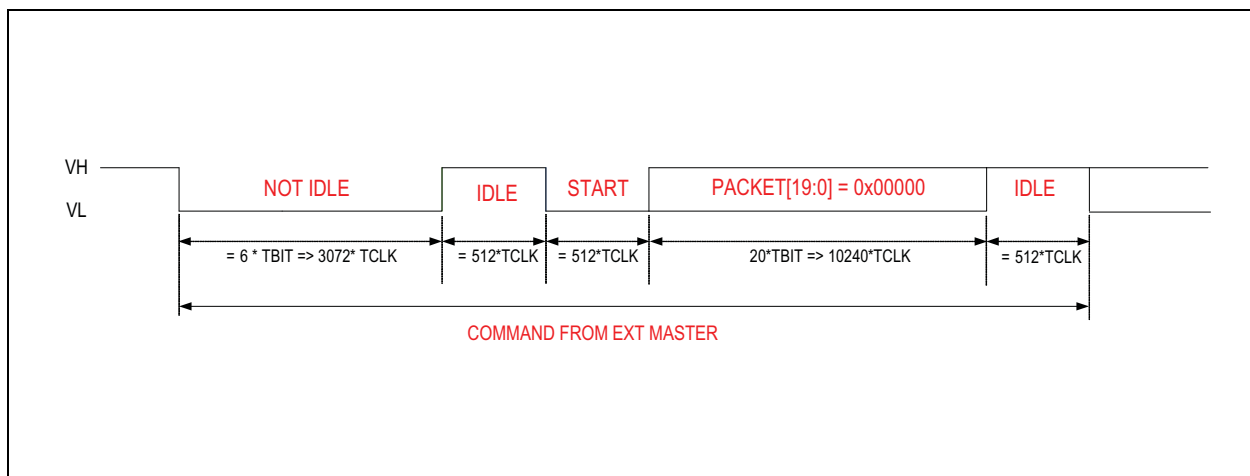 VH
NOT IDLE
IDLE
START
PACKET[19:0] = 0x00000
IDLE
VL
= 6 * TBIT => 3072* TCLK
= 512*TCLK
= 512*TCLK
20*TBIT => 10240*TCLK
= 512*TCLK
COMMAND FROM EXT MASTER